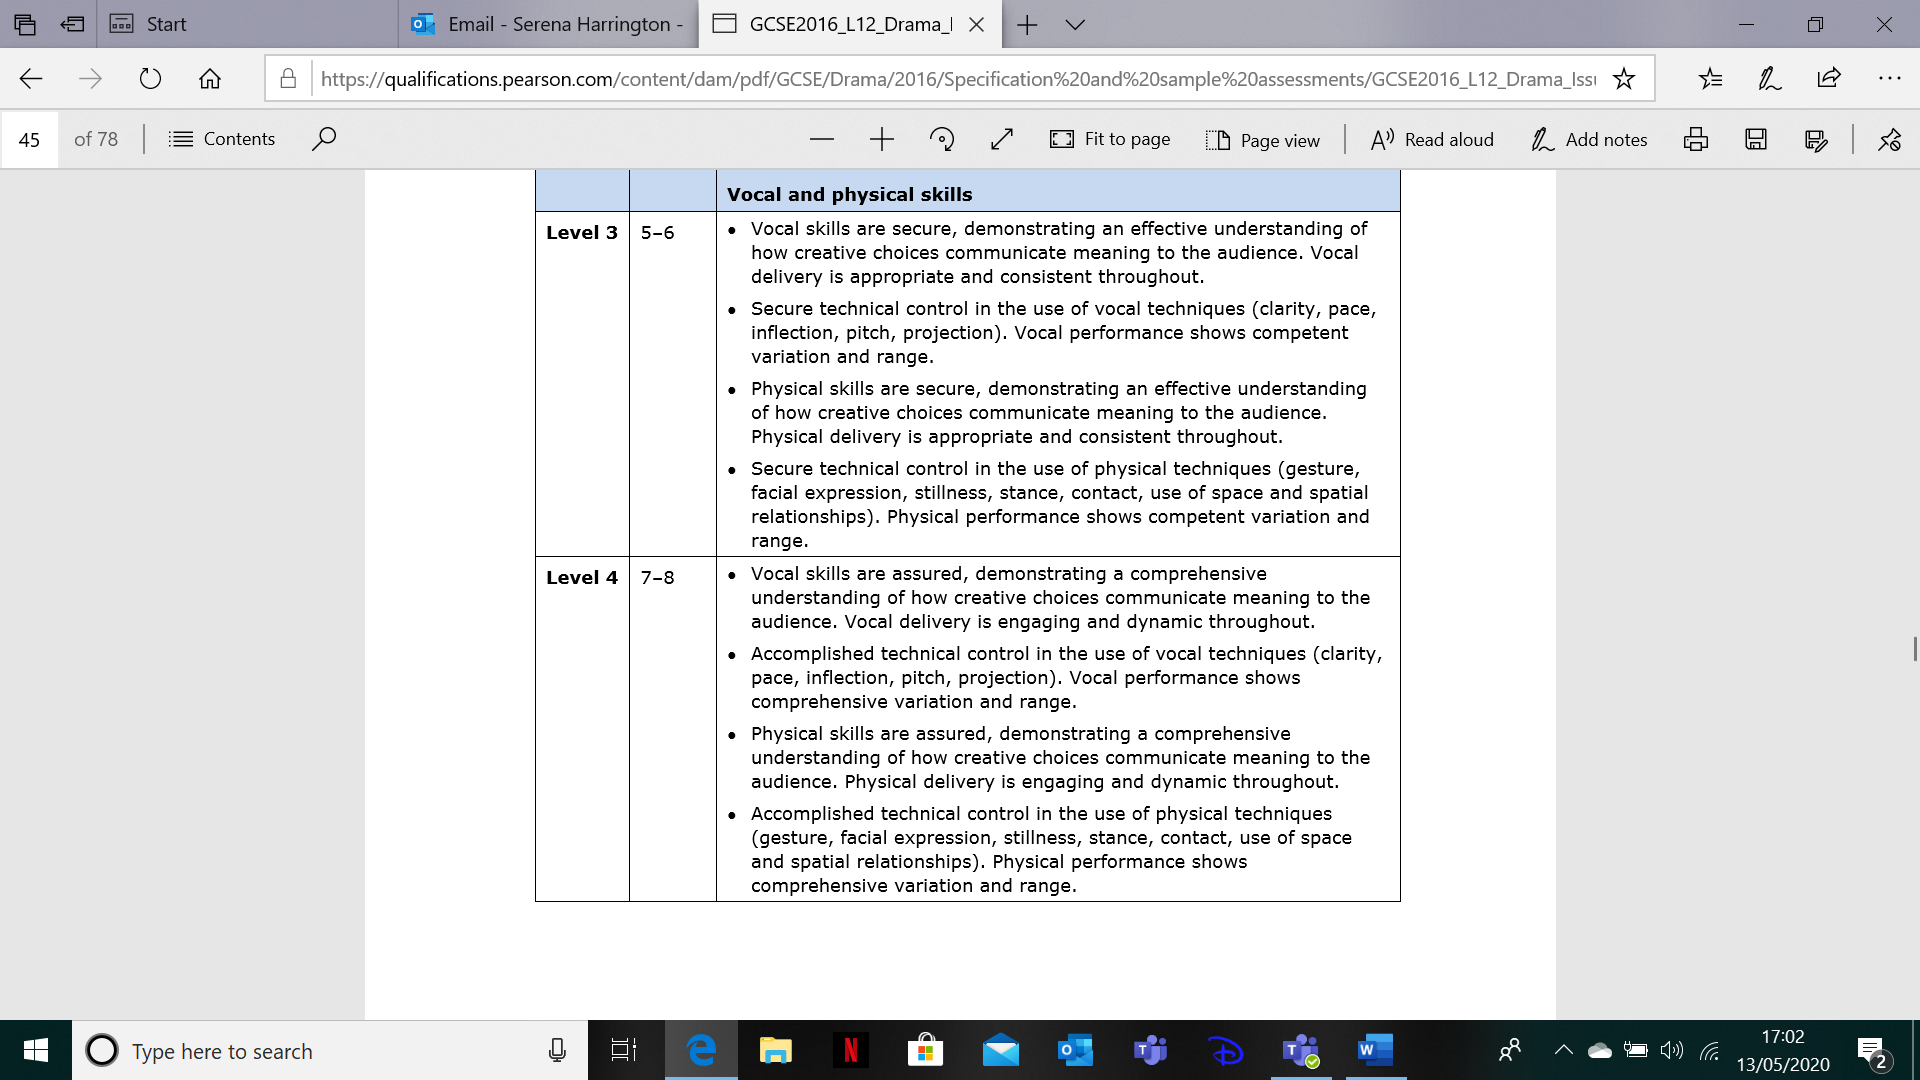 Start
Email - Serena Harrington -
GCSE2016_L12_Drama_I
https://qualifications.pearson.com/content/dam/pdf/GCSE/Drama/2016/Specification%20and%20sample%20assessments/GCSE2016_L12_Drama_Issu
45 of 78
Contents
Fit to page
Page view
Read aloud
Add notes
Vocal and physical skills
Level 3 5–6
• Vocal skills are secure, demonstrating an effective understanding of
how creative choices communicate meaning to the audience. Vocal
delivery is appropriate and consistent throughout.
• Secure technical control in the use of vocal techniques (clarity, pace,
inflection, pitch, projection). Vocal performance shows competent
variation and range.
• Physical skills are secure, demonstrating an effective understanding
of how creative choices communicate meaning to the audience.
Physical delivery is appropriate and consistent throughout.
• Secure technical control in the use of physical techniques (gesture,
facial expression, stillness, stance, contact, use of space and spatial
relationships). Physical performance shows competent variation and
range.
Level 4 7–8
• Vocal skills are assured, demonstrating a comprehensive
understanding of how creative choices communicate meaning to the
audience. Vocal delivery is engaging and dynamic throughout.
• Accomplished technical control in the use of vocal techniques (clarity,
pace, inflection, pitch, projection). Vocal performance shows
comprehensive variation and range.
• Physical skills are assured, demonstrating a comprehensive
understanding of how creative choices communicate meaning to the
audience. Physical delivery is engaging and dynamic throughout.
• Accomplished technical control in the use of physical techniques
(gesture, facial expression, stillness, stance, contact, use of space
and spatial relationships). Physical performance shows
comprehensive variation and range.
Type here to search
17:02
13/05/2020
2